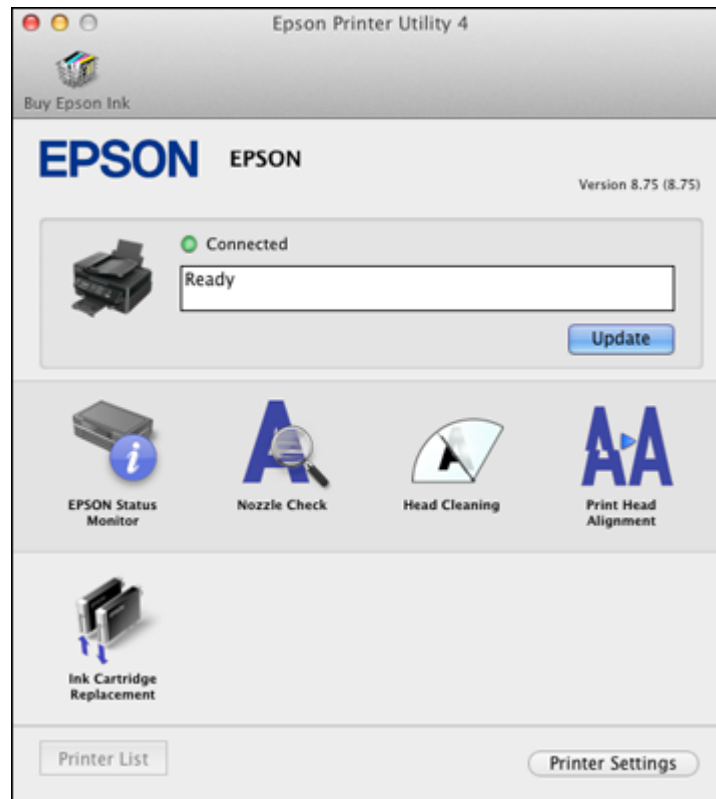 Epson Printer Utility 4
Buy Epson Ink
EPSON EPSON
Version 8.75 (8.75)
Connected
Ready
Update
EPSON Status
Monitor
Nozzle Check
Head Cleaning
Print Head
Alignment
Ink Cartridge
Replacement
Printer List
Printer Settings